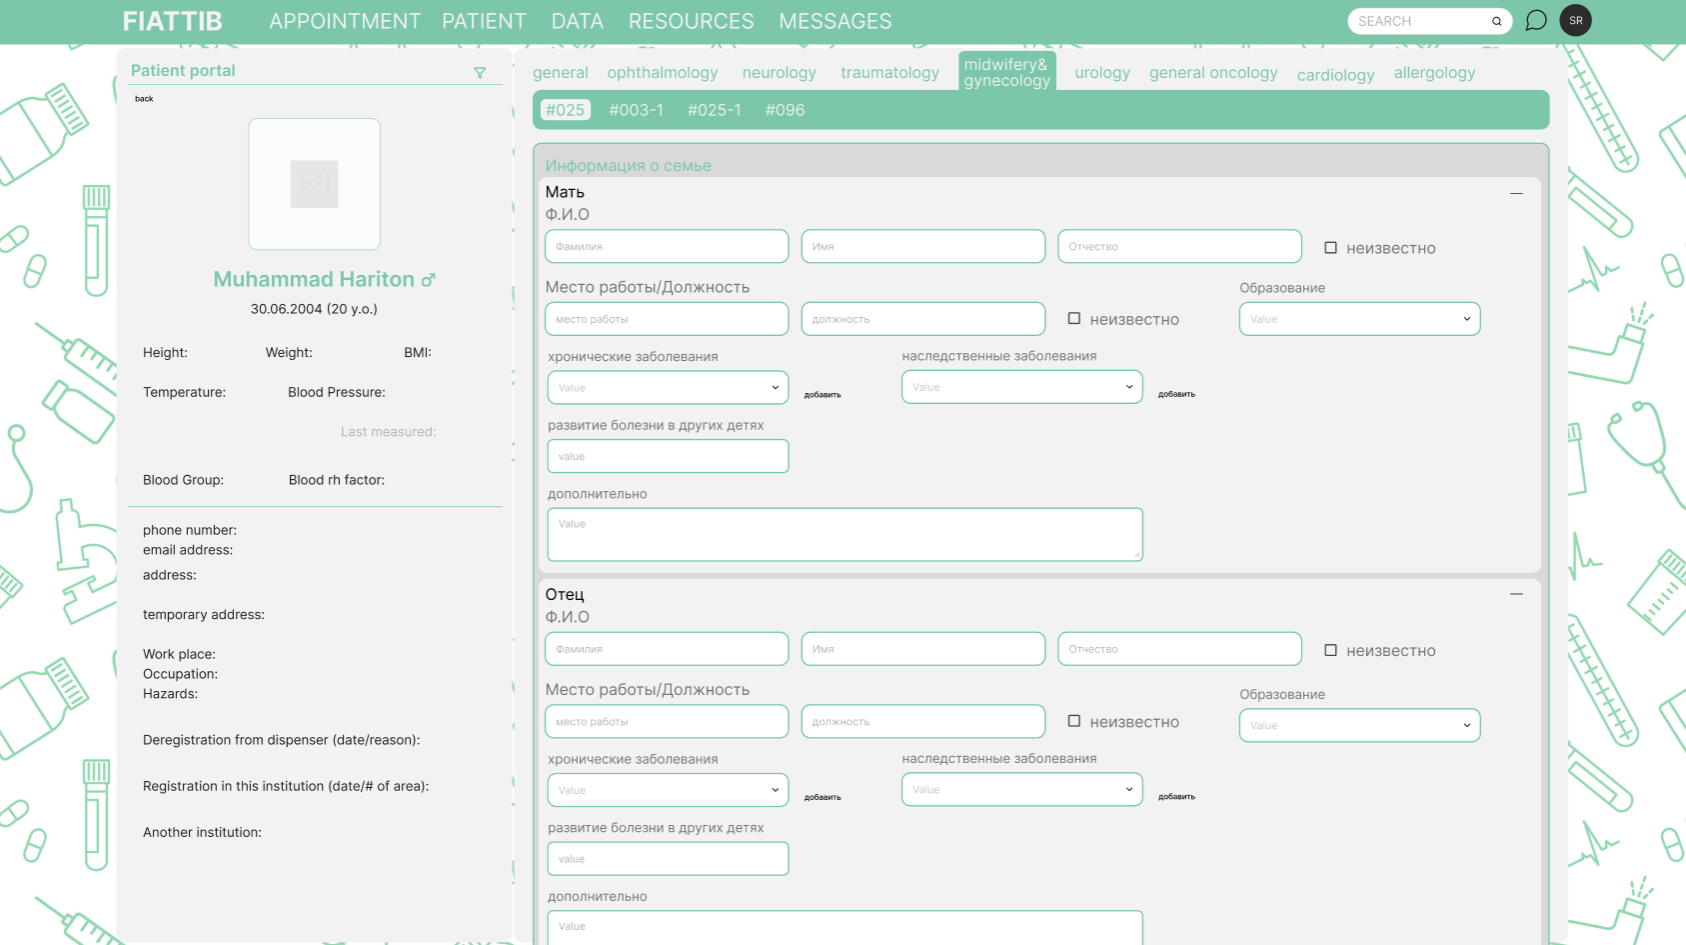 FIATTIB APPOINTMENT PATIENT DATA RESOURCES MESSAGES SEARCH SR
Patient portal
back
Muhammad Hariton ♂
30.06.2004 (20 y.o.)
Height: Weight: BMI:
Temperature: Blood Pressure:
Last measured:
Blood Group: Blood rh factor:
phone number:
email address:
address:
temporary address:
Work place:
Occupation:
Hazards:
Deregistration from dispenser (date/reason):
Registration in this institution (date/# of area):
Another institution:
general ophthalmology neurology traumatology midwifery&
gynecology urology general oncology cardiology allergology
#025 #003-1 #025-1 #096
Информация о семье
Мать
Ф.И.О
Фамилия Имя Отчество неизвестно
Место работы/Должность Образование
место работы должность неизвестно Value
хронические заболевания наследственные заболевания
Value добавить Value добавить
развитие болезни в других детях
value
дополнительно
Value
Отец
Ф.И.О
Фамилия Имя Отчество неизвестно
Место работы/Должность Образование
место работы должность неизвестно Value
хронические заболевания наследственные заболевания
Value добавить Value добавить
развитие болезни в других детях
value
дополнительно
Value